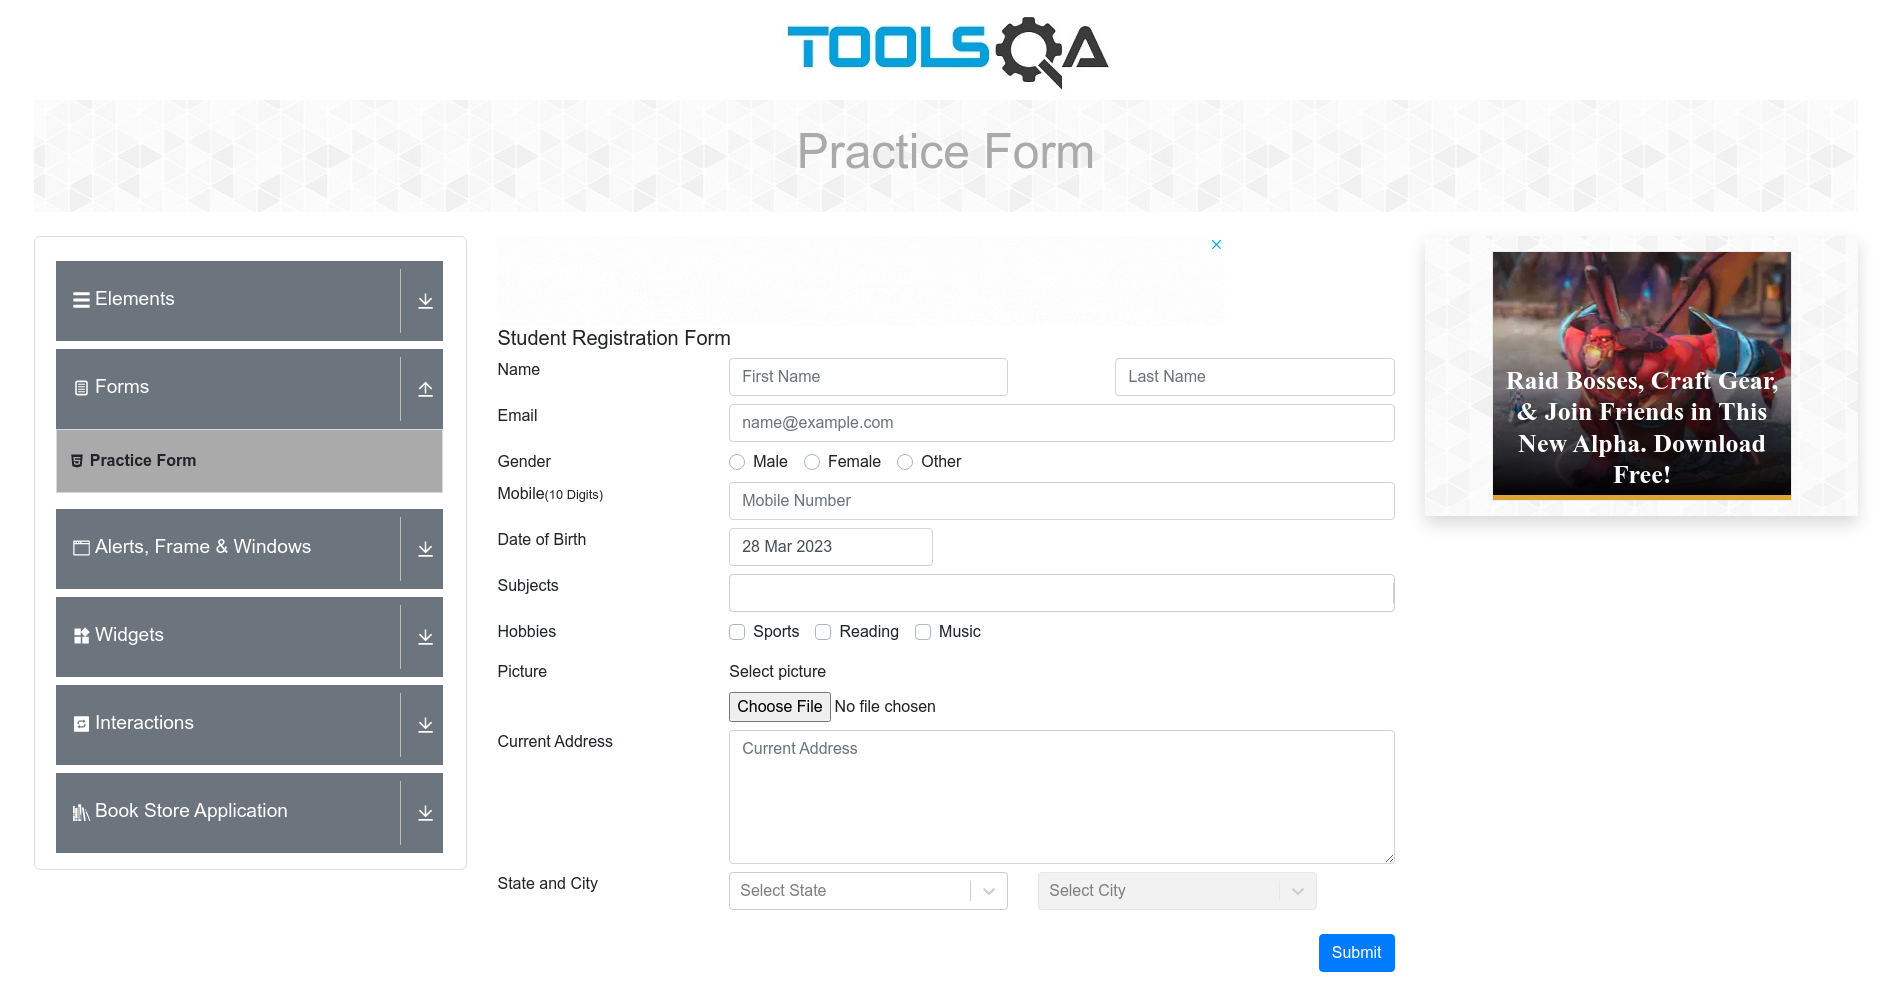 TOOLSQA
Practice Form
Elements
Forms
Practice Form
Alerts, Frame & Windows
Widgets
Interactions
Book Store Application
Student Registration Form
Name
First Name
Last Name
Email
name@example.com
Gender
Male
Female
Other
Mobile(10 Digits)
Mobile Number
Date of Birth
28 Mar 2023
Subjects
Hobbies
Sports
Reading
Music
Picture
Select picture
Choose File No file chosen
Current Address
Current Address
State and City
Select State
Select City
Submit
Raid Bosses, Craft Gear,
& Join Friends in This
New Alpha. Download
Free!